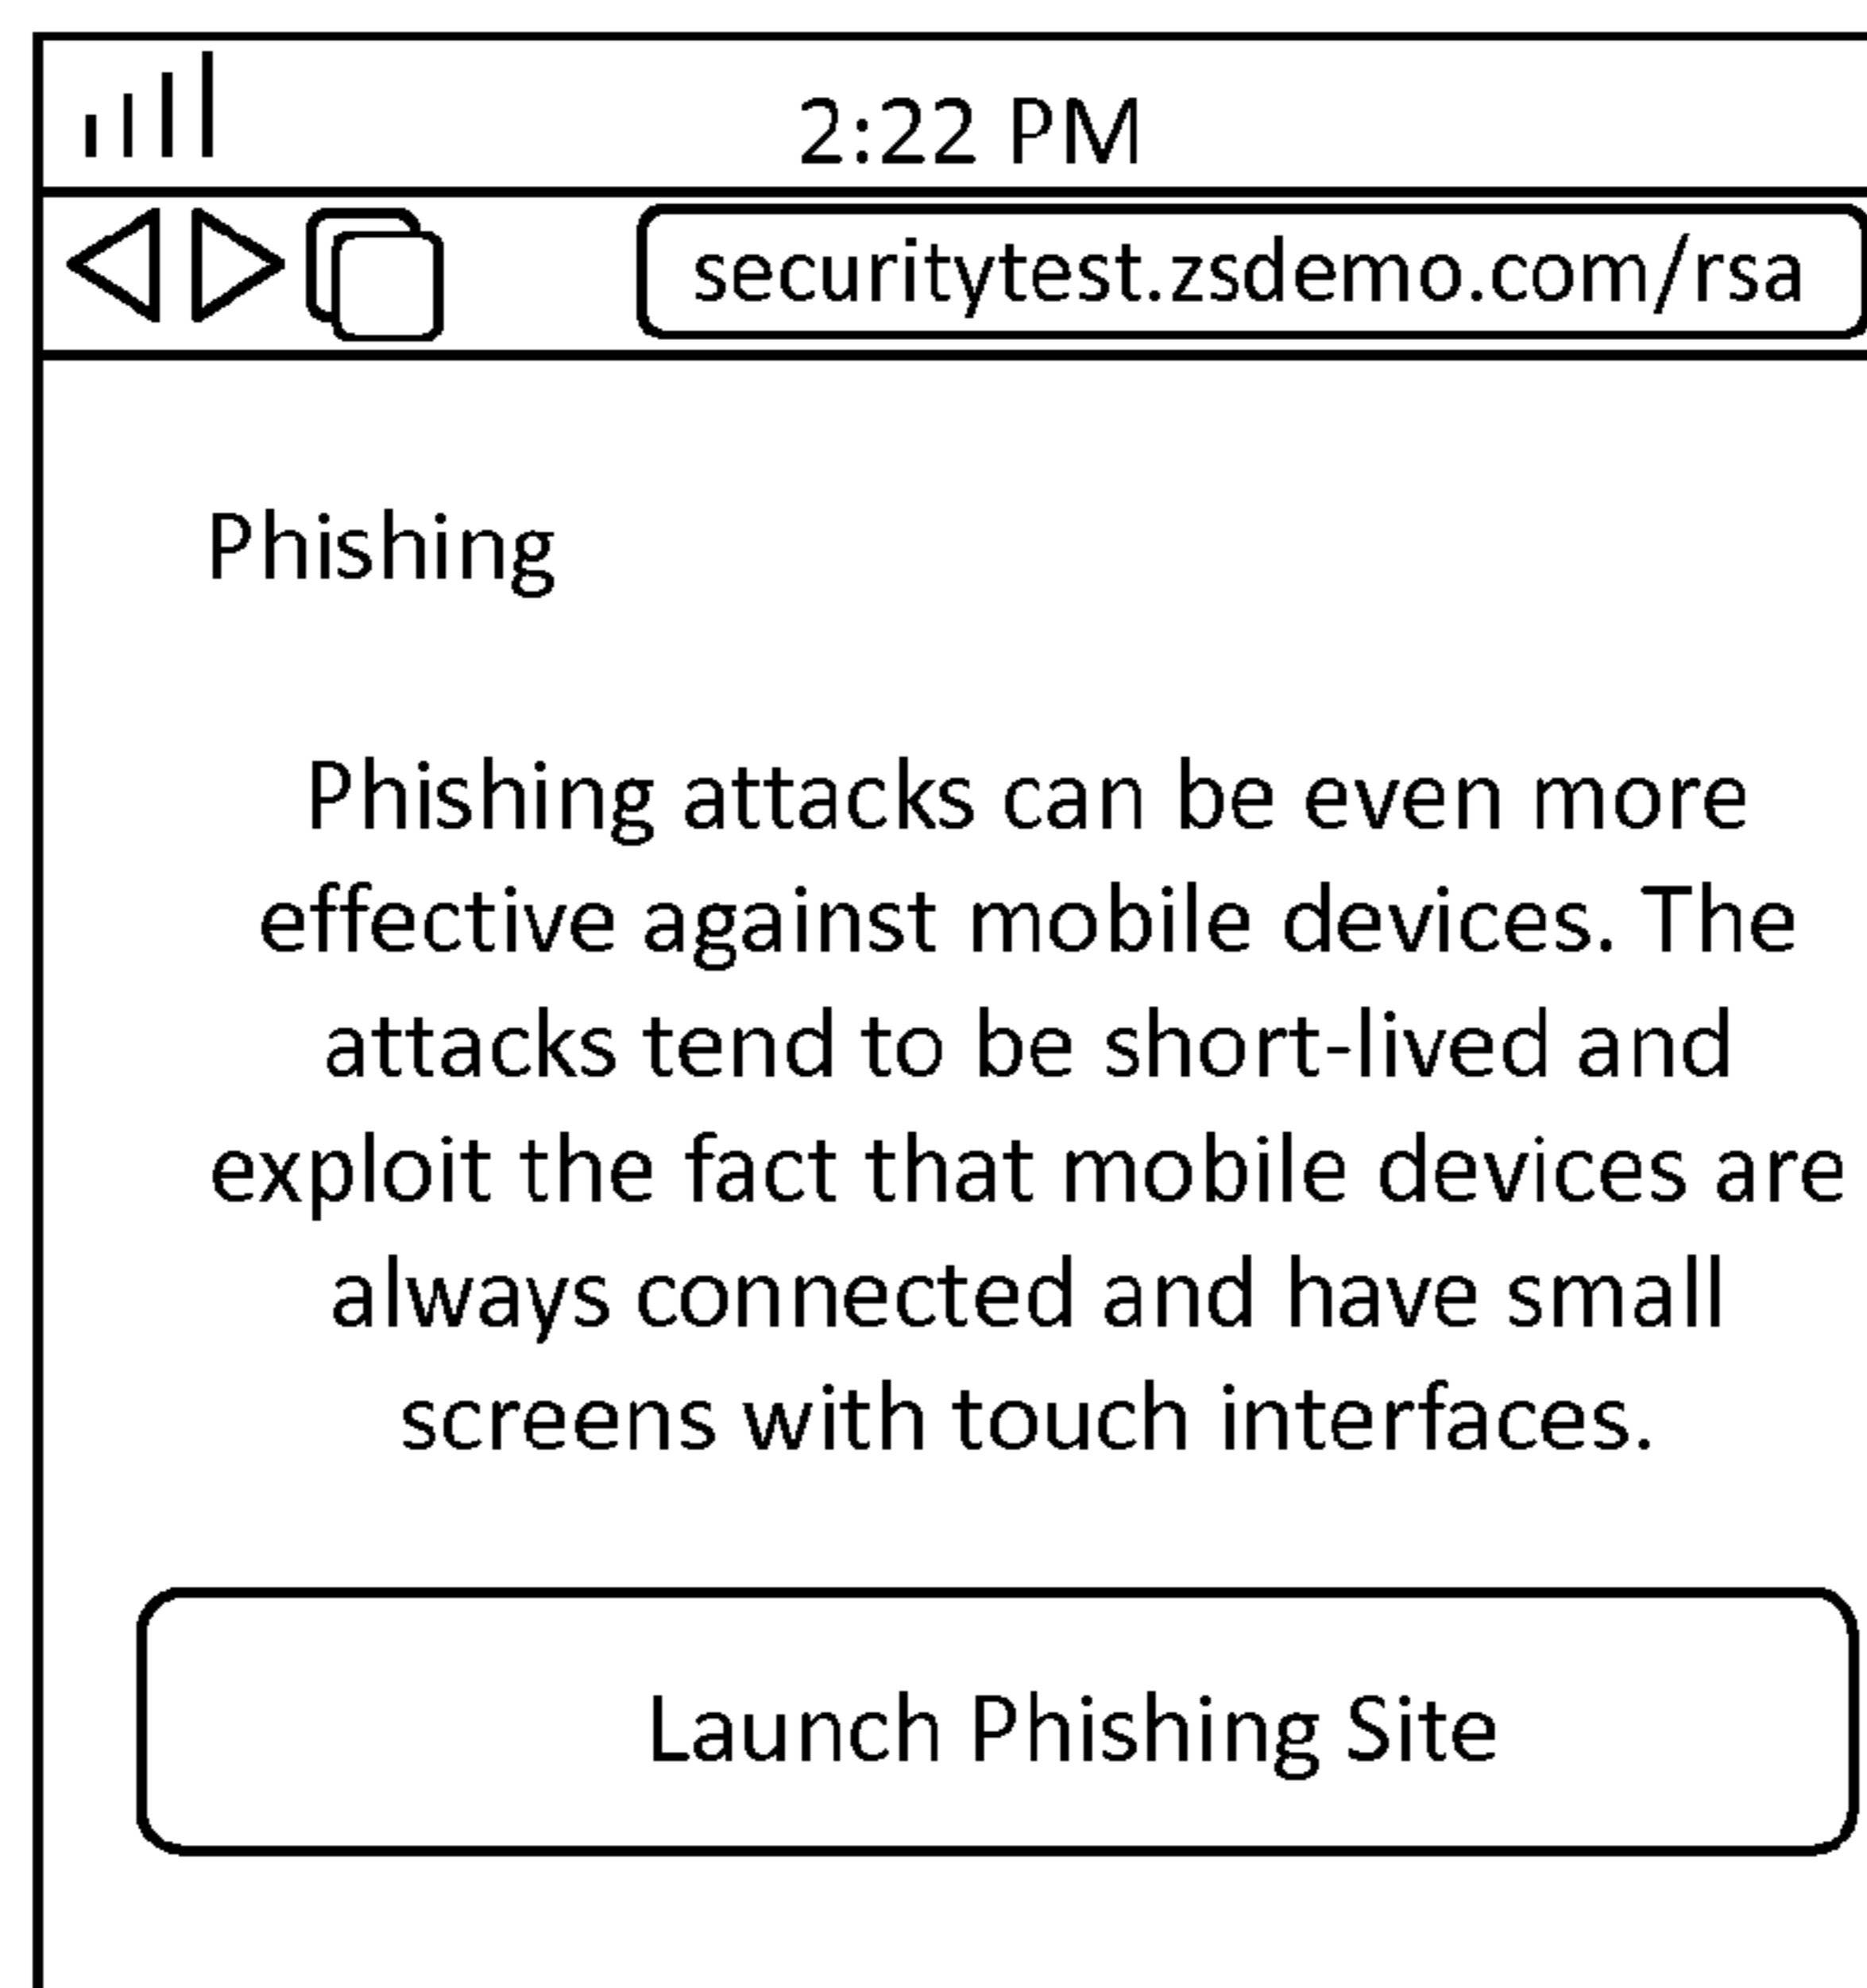 2:22 PM
securitytest.zsdemo.com/rsa
Phishing
Phishing attacks can be even more
effective against mobile devices. The
attacks tend to be short-lived and
exploit the fact that mobile devices are
always connected and have small
screens with touch interfaces.
Launch Phishing Site